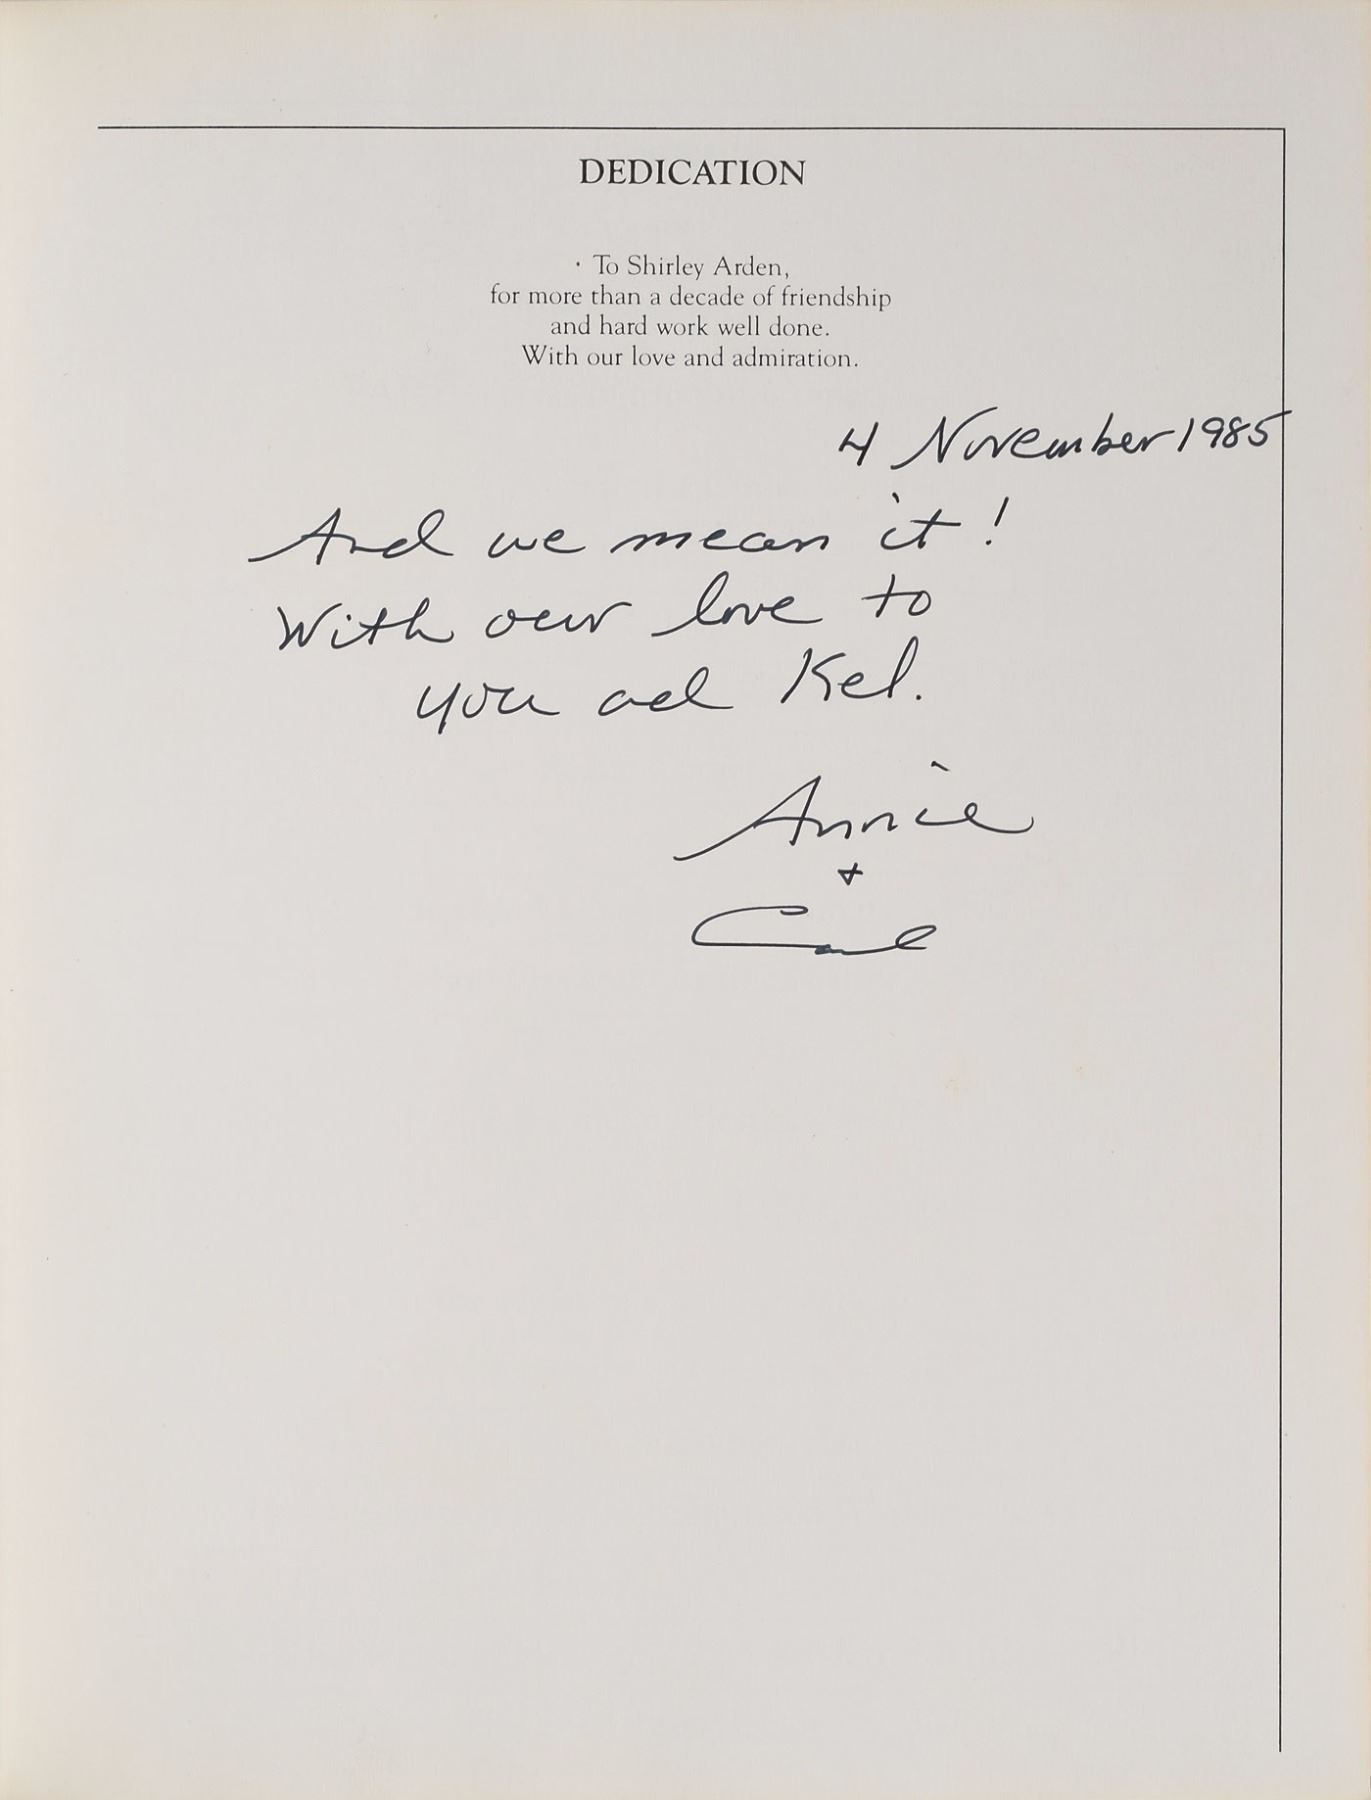 DEDICATION
· To Shirley Arden,
for more than a decade of friendship
and hard work well done.
With our love and admiration.
4 November 1985
And we mean it!
With our love to
you and Kel.
Annie
+
Carl